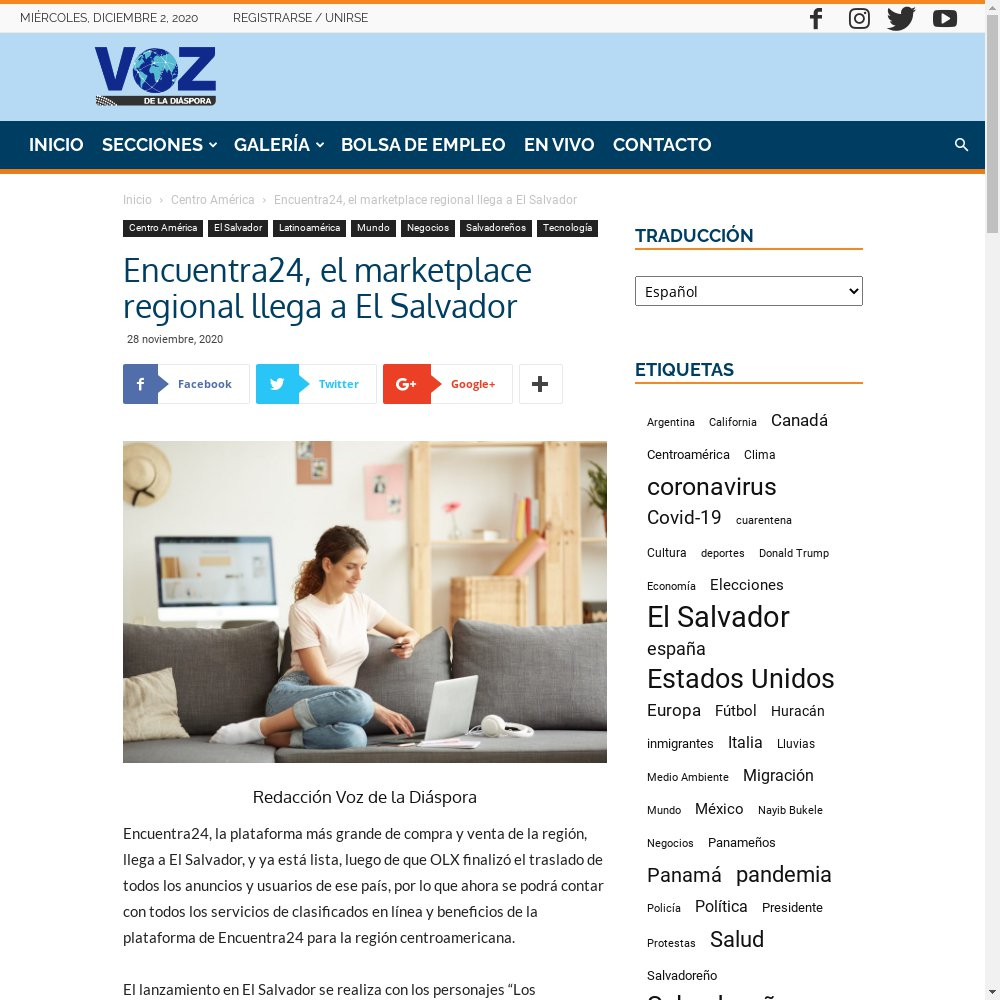 MIÉRCOLES, DICIEMBRE 2, 2020 REGISTRARSE / UNIRSE
VOZ
DE LA DIÁSPORA
INICIO SECCIONES GALERÍA BOLSA DE EMPLEO EN VIVO CONTACTO
Inicio › Centro América › Encuentra24, el marketplace regional llega a El Salvador
Centro América El Salvador Latinoamérica Mundo Negocios Salvadoreños Tecnología
Encuentra24, el marketplace
regional llega a El Salvador
28 noviembre, 2020
Facebook Twitter Google+
Redacción Voz de la Diáspora
Encuentra24, la plataforma más grande de compra y venta de la región,
llega a El Salvador, y ya está lista, luego de que OLX finalizó el traslado de
todos los anuncios y usuarios de ese país, por lo que ahora se podrá contar
con todos los servicios de clasificados en línea y beneficios de la
plataforma de Encuentra24 para la región centroamericana.
El lanzamiento en El Salvador se realiza con los personajes “Los
TRADUCCIÓN
Español
ETIQUETAS
Argentina California Canadá
Centroamérica Clima
coronavirus
Covid-19 cuarentena
Cultura deportes Donald Trump
Economía Elecciones
El Salvador
españa
Estados Unidos
Europa Fútbol Huracán
inmigrantes Italia Lluvias
Medio Ambiente Migración
Mundo México Nayib Bukele
Negocios Panameños
Panamá pandemia
Policía Política Presidente
Protestas Salud
Salvadoreño